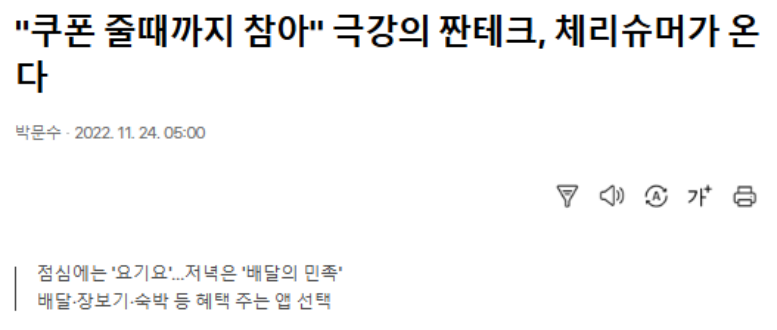 "쿠폰 줄때까지 참아" 극강의 짠테크, 체리슈머가 온
다
박문수 · 2022. 11. 24. 05:00
가+
점심에는 '요기요'...저녁은 '배달의 민족'
배달·장보기·숙박 등 혜택 주는 앱 선택